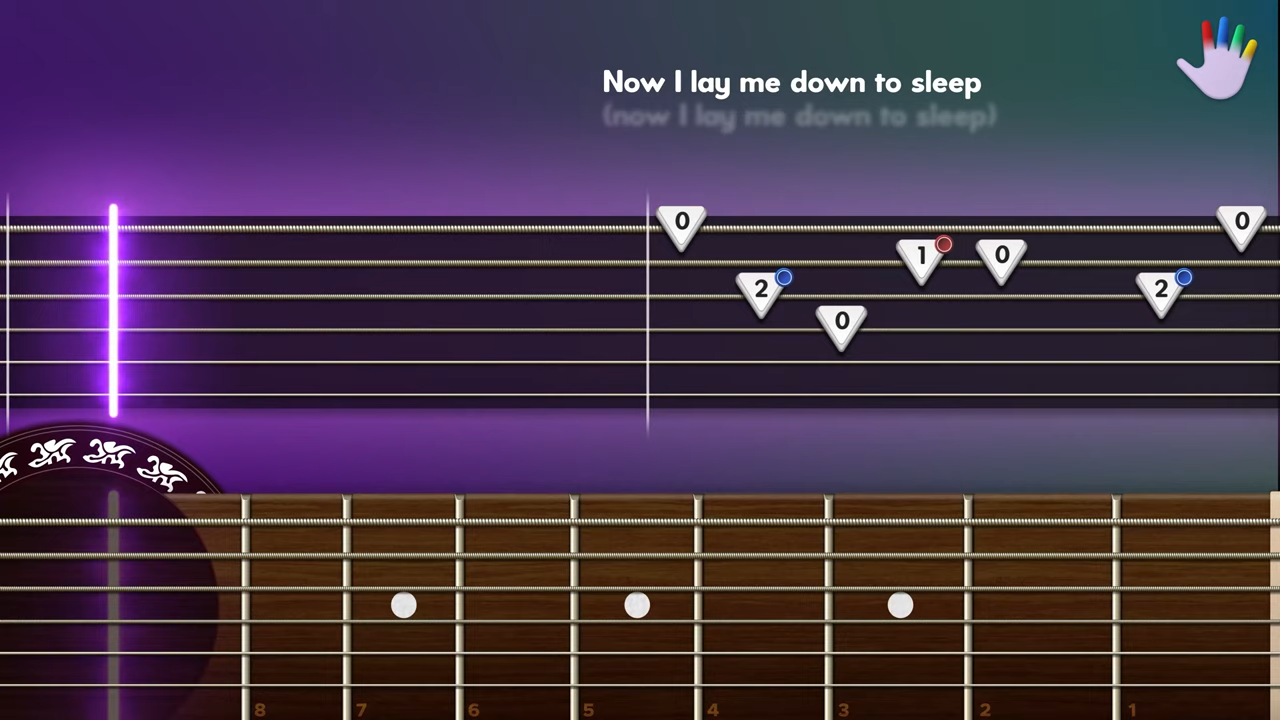 Now I lay me down to sleep
(now I lay me down to sleep)
0 0
1 0
2 2
0
8 7 6 5 4 3 2 1